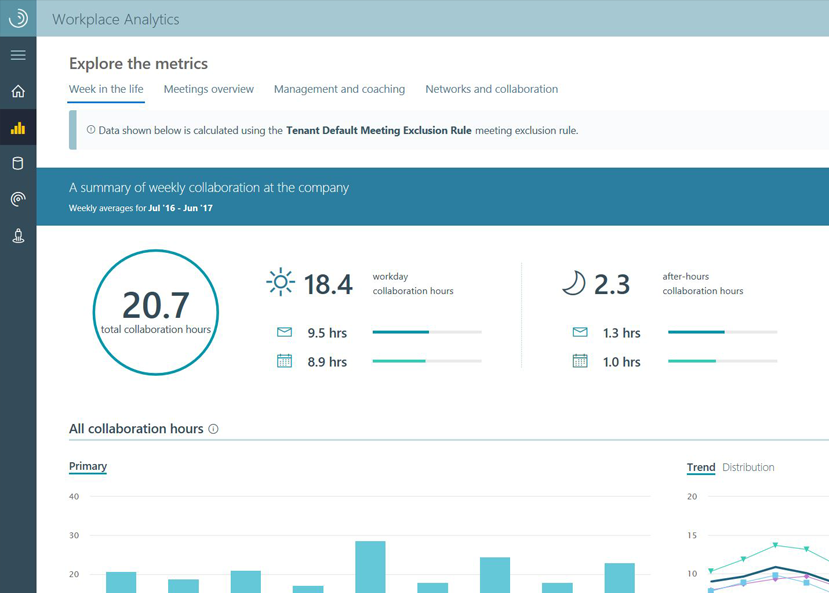 Workplace Analytics
Explore the metrics
Week in the life
Meetings overview
Management and coaching
Networks and collaboration
Data shown below is calculated using the Tenant Default Meeting Exclusion Rule meeting exclusion rule.
A summary of weekly collaboration at the company
Weekly averages for Jul '16 - Jun '17
20.7
total collaboration hours
18.4
workday
collaboration hours
9.5 hrs
8.9 hrs
2.3
after-hours
collaboration hours
1.3 hrs
1.0 hrs
All collaboration hours
Primary
40
30
20
Trend
Distribution
20
15
10